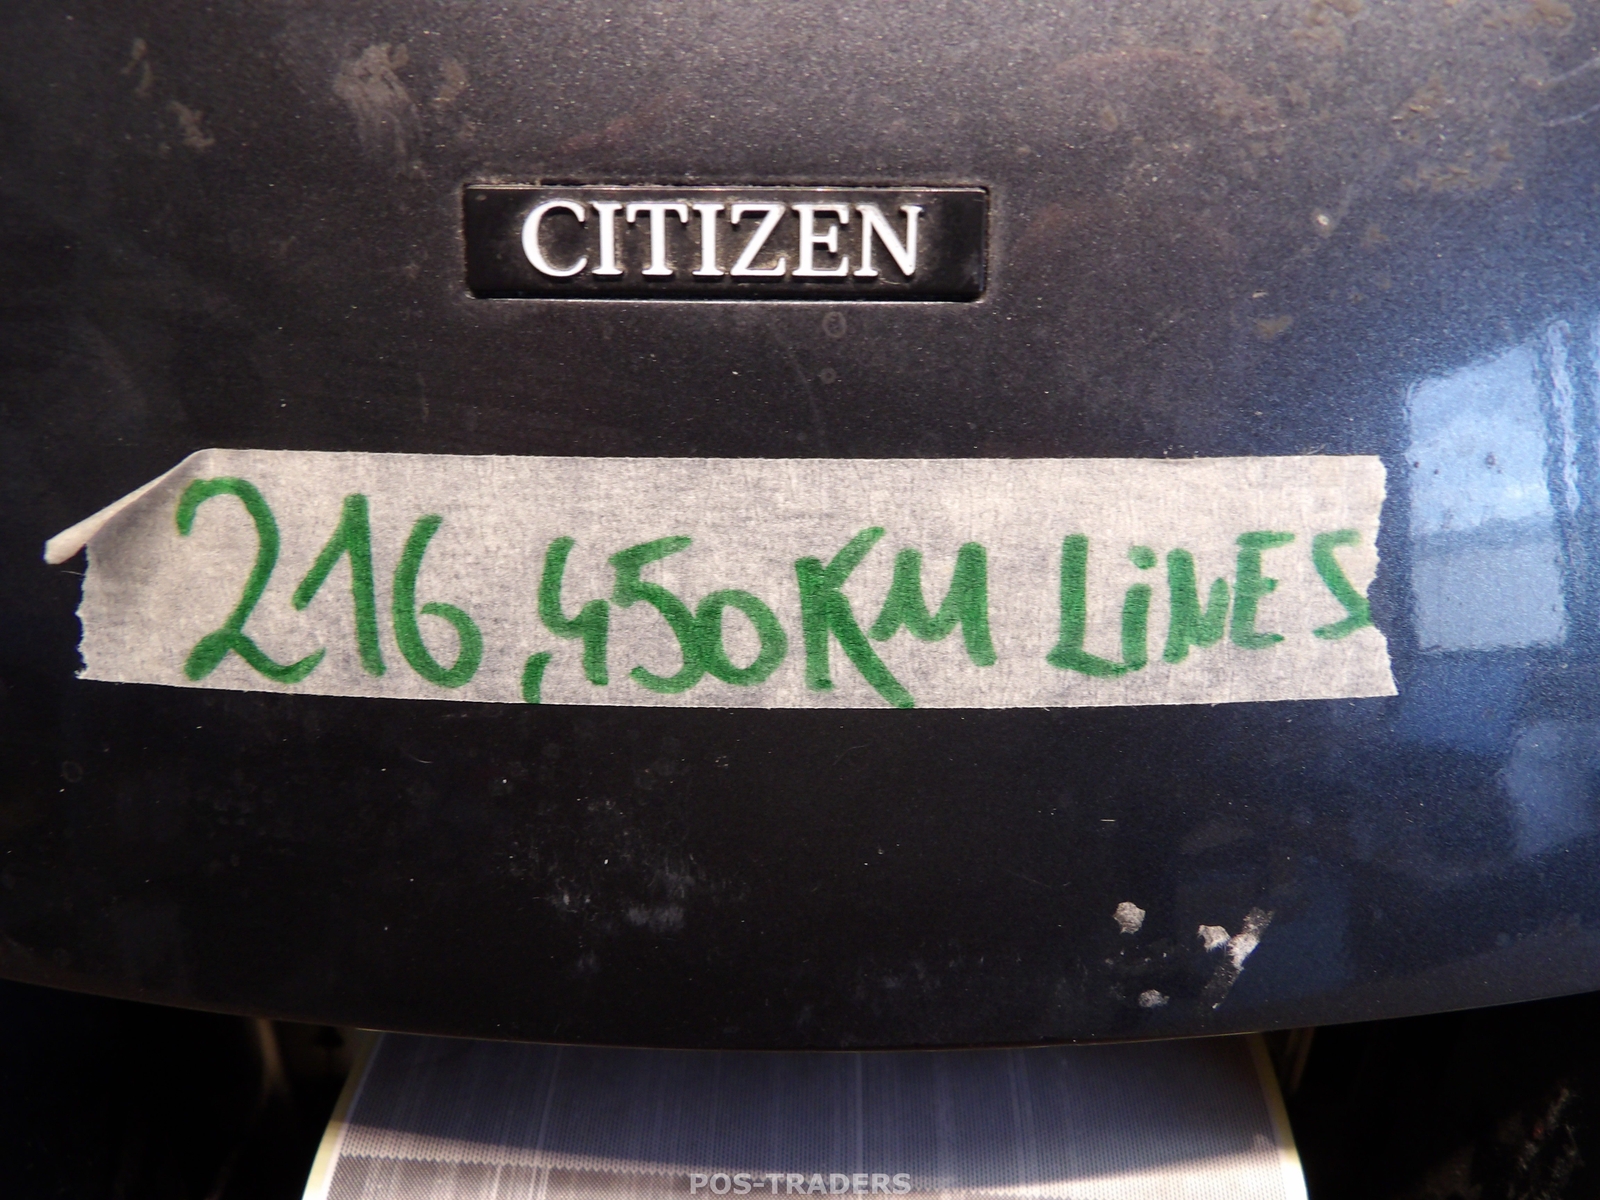 CITIZEN
216,450KM LiNES
POS-TRADERS